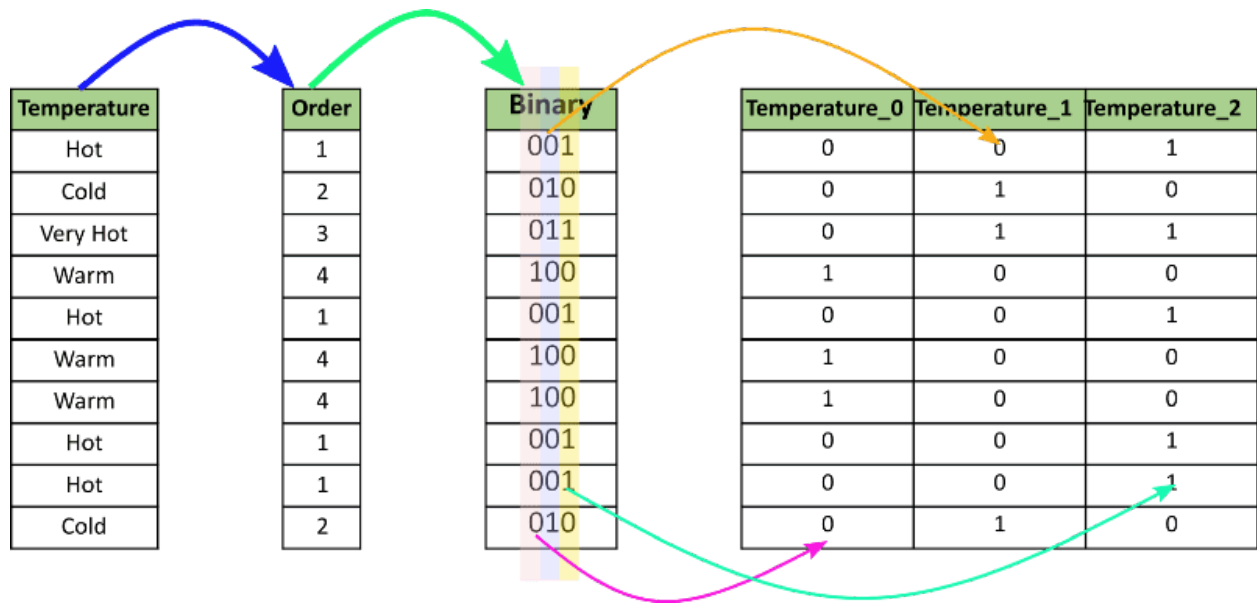 Temperature Order Binary Temperature_0 Temperature_1 Temperature_2
Hot 1 001 0 0 1
Cold 2 010 0 1 0
Very Hot 3 011 0 1 1
Warm 4 100 1 0 0
Hot 1 001 0 0 1
Warm 4 100 1 0 0
Warm 4 100 1 0 0
Hot 1 001 0 0 1
Hot 1 001 0 0 1
Cold 2 010 0 1 0